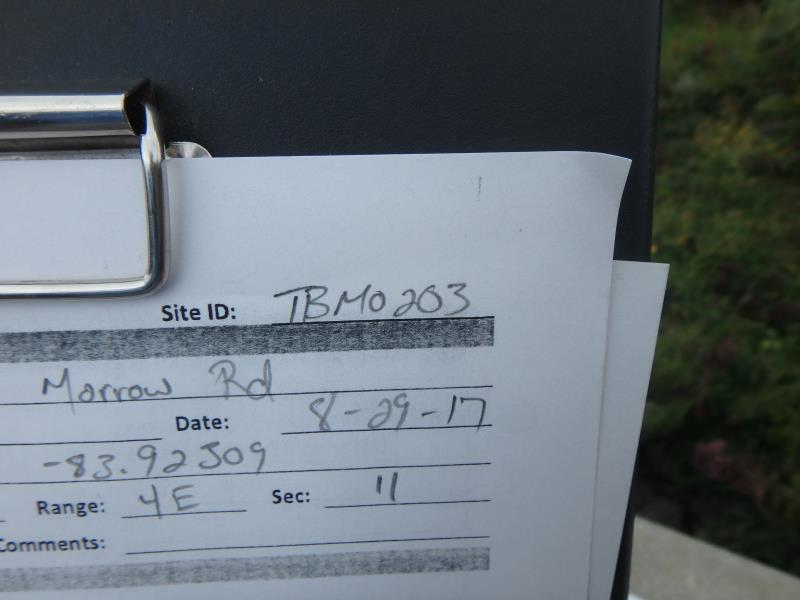 Site ID: TBM0203
Morrow Rd
Date: 8-29-17
-83.92509
Range: 4E Sec: 11
Comments: